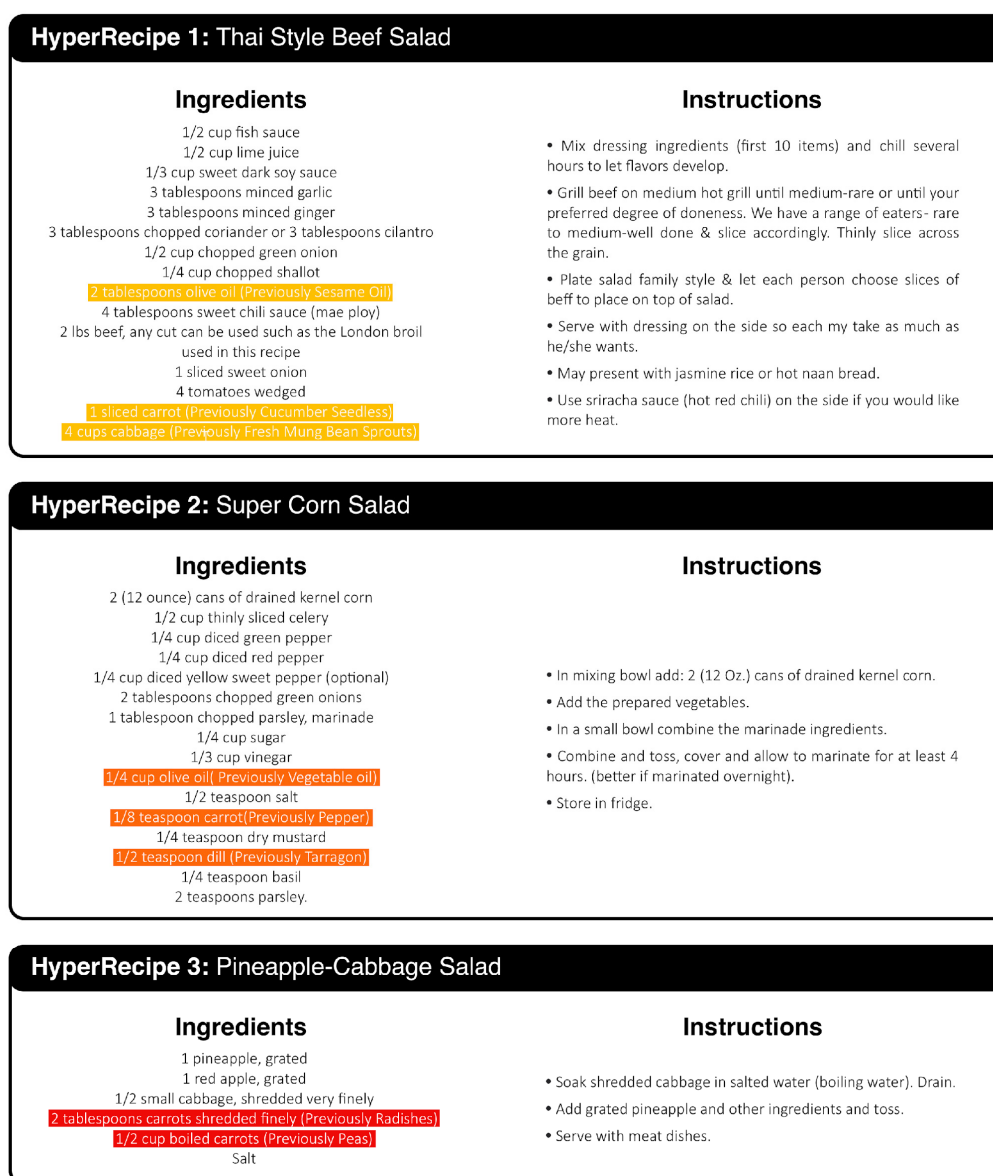 HyperRecipe 1: Thai Style Beef Salad
Ingredients
1/2 cup fish sauce
1/2 cup lime juice
1/3 cup sweet dark soy sauce
3 tablespoons minced garlic
3 tablespoons minced ginger
3 tablespoons chopped coriander or 3 tablespoons cilantro
1/2 cup chopped green onion
1/4 cup chopped shallot
2 tablespoons olive oil (Previously Sesame Oil)
4 tablespoons sweet chili sauce (mae ploy)
2 lbs beef, any cut can be used such as the London broil
used in this recipe
1 sliced sweet onion
4 tomatoes wedged
1 sliced carrot (Previously Cucumber Seedless)
4 cups cabbage (Previously Fresh Mung Bean Sprouts)
Instructions
• Mix dressing ingredients (first 10 items) and chill several
hours to let flavors develop.
• Grill beef on medium hot grill until medium-rare or until your
preferred degree of doneness. We have a range of eaters- rare
to medium-well done & slice accordingly. Thinly slice across
the grain.
• Plate salad family style & let each person choose slices of
beff to place on top of salad.
• Serve with dressing on the side so each my take as much as
he/she wants.
• May present with jasmine rice or hot naan bread.
• Use sriracha sauce (hot red chili) on the side if you would like
more heat.
HyperRecipe 2: Super Corn Salad
Ingredients
2 (12 ounce) cans of drained kernel corn
1/2 cup thinly sliced celery
1/4 cup diced green pepper
1/4 cup diced red pepper
1/4 cup diced yellow sweet pepper (optional)
2 tablespoons chopped green onions
1 tablespoon chopped parsley, marinade
1/4 cup sugar
1/3 cup vinegar
1/4 cup olive oil( Previously Vegetable oil)
1/2 teaspoon salt
1/8 teaspoon carrot(Previously Pepper)
1/4 teaspoon dry mustard
1/2 teaspoon dill (Previously Tarragon)
1/4 teaspoon basil
2 teaspoons parsley.
Instructions
• In mixing bowl add: 2 (12 Oz.) cans of drained kernel corn.
• Add the prepared vegetables.
• In a small bowl combine the marinade ingredients.
• Combine and toss, cover and allow to marinate for at least 4
hours. (better if marinated overnight).
• Store in fridge.
HyperRecipe 3: Pineapple-Cabbage Salad
Ingredients
1 pineapple, grated
1 red apple, grated
1/2 small cabbage, shredded very finely
2 tablespoons carrots shredded finely (Previously Radishes)
1/2 cup boiled carrots (Previously Peas)
Salt
Instructions
• Soak shredded cabbage in salted water (boiling water). Drain.
• Add grated pineapple and other ingredients and toss.
• Serve with meat dishes.